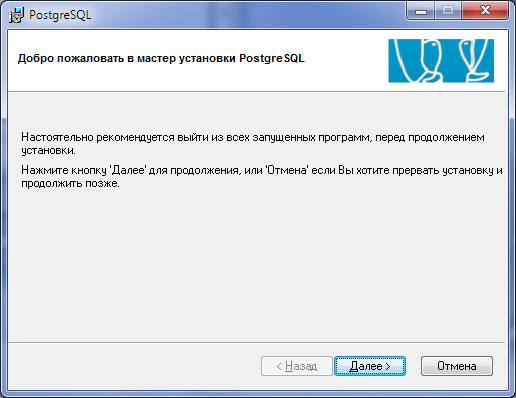 PostgreSQL
Добро пожаловать в мастер установки PostgreSQL
Настоятельно рекомендуется выйти из всех запущенных программ, перед продолжением
установки.
Нажмите кнопку 'Далее' для продолжения, или 'Отмена' если Вы хотите прервать установку и
продолжить позже.
< Назад Далее > Отмена